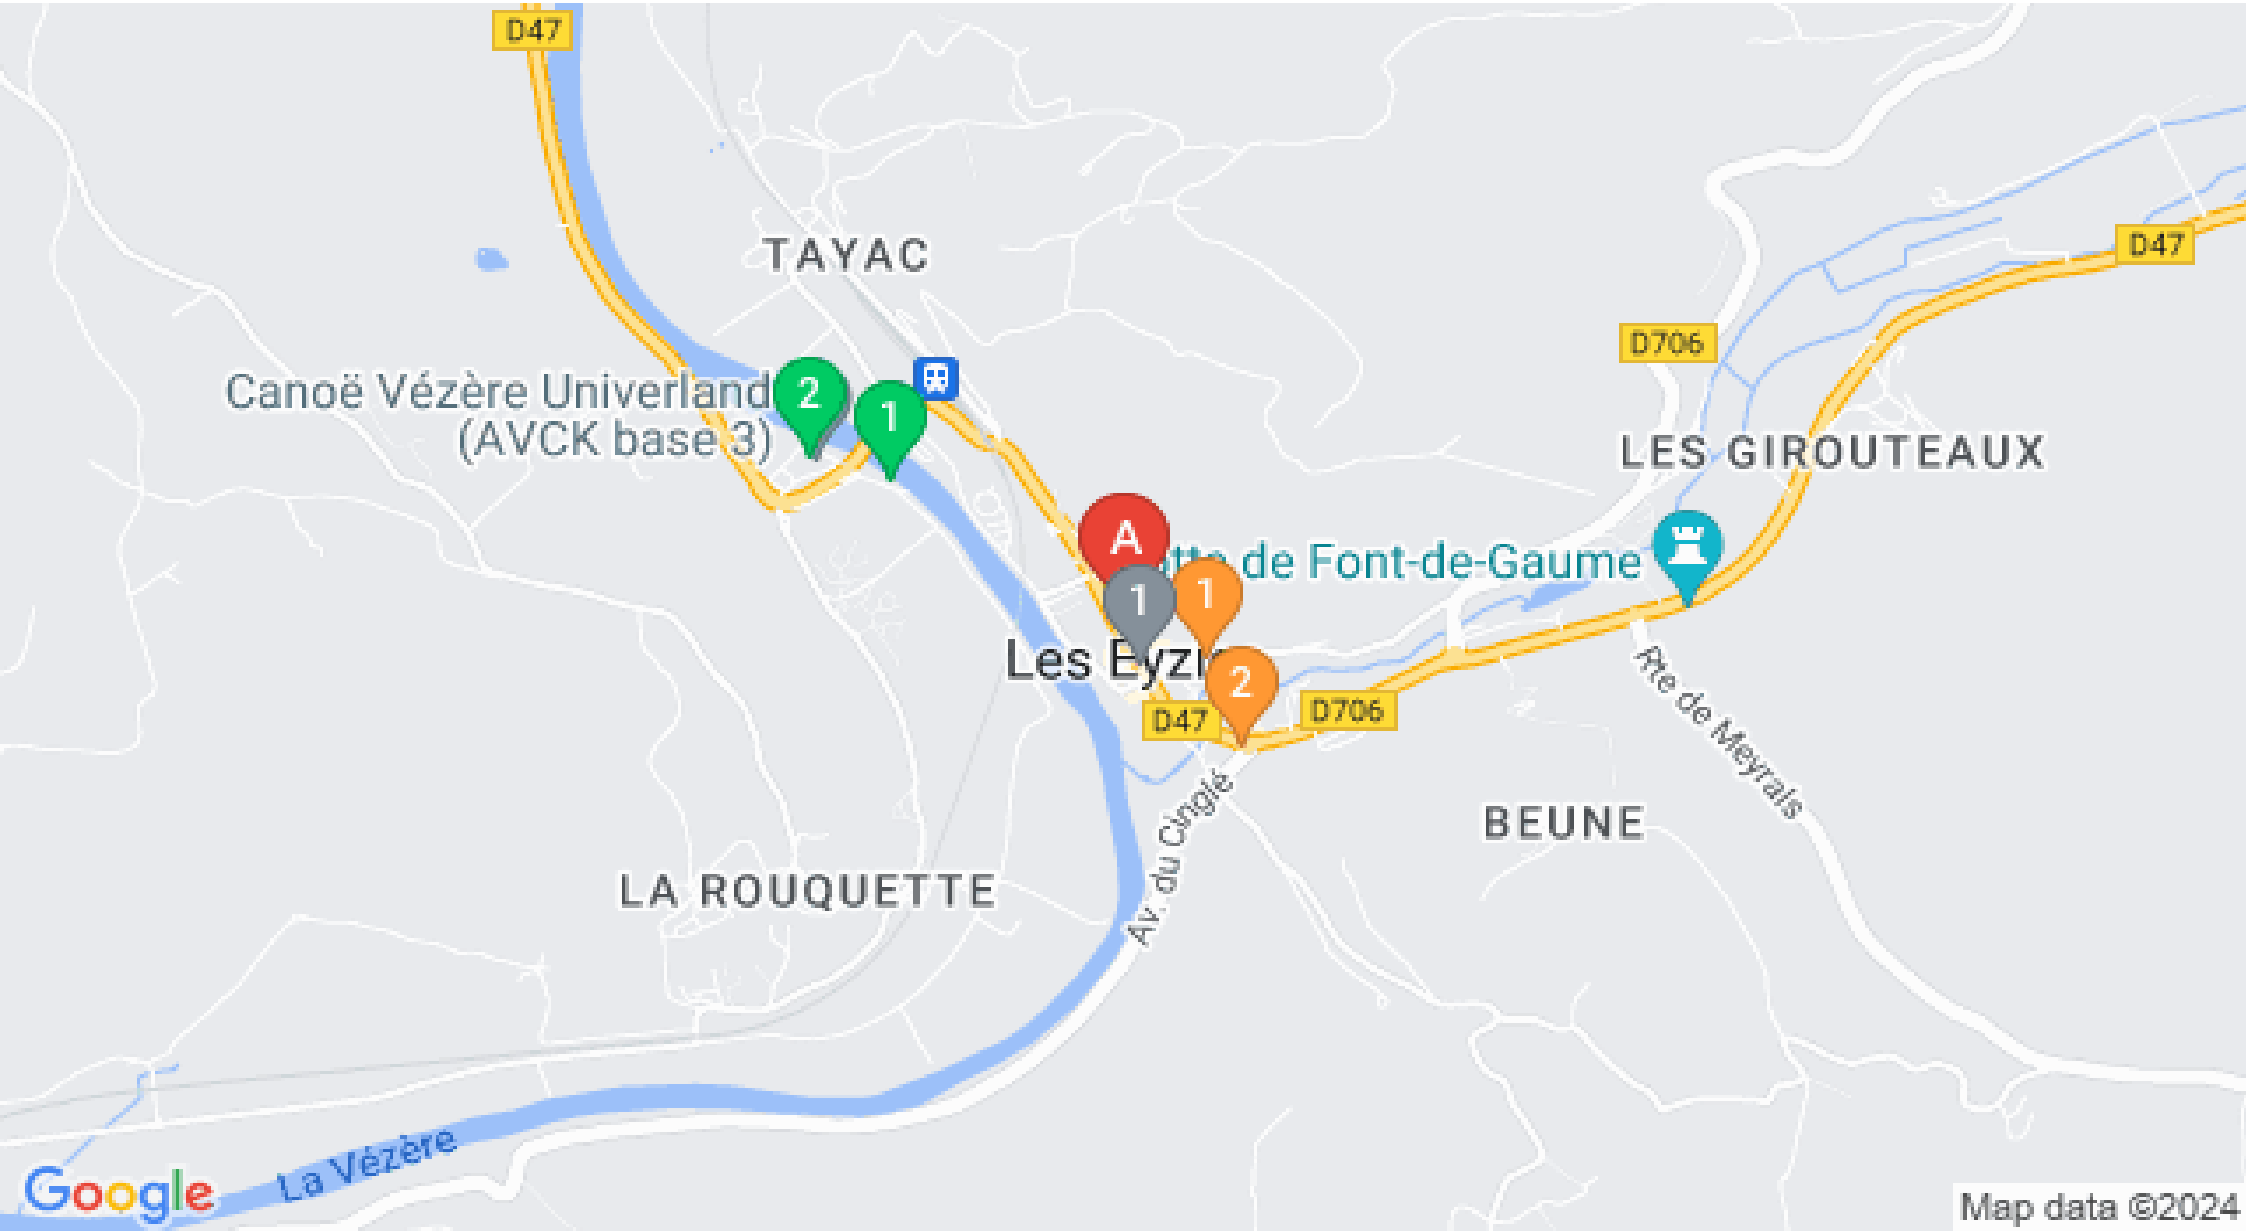 D47
TAYAC
D47
D706
Canoë Vézère Univerland
(AVCK base 3)
2
1
LES GIROUTEAUX
A
de Font-de-Gaume
1
1
Les
2
D47
D706
Rte de Meyrals
Av. du Cinglé
BEUNE
LA ROUQUETTE
La Vézère
Google
Map data ©2024